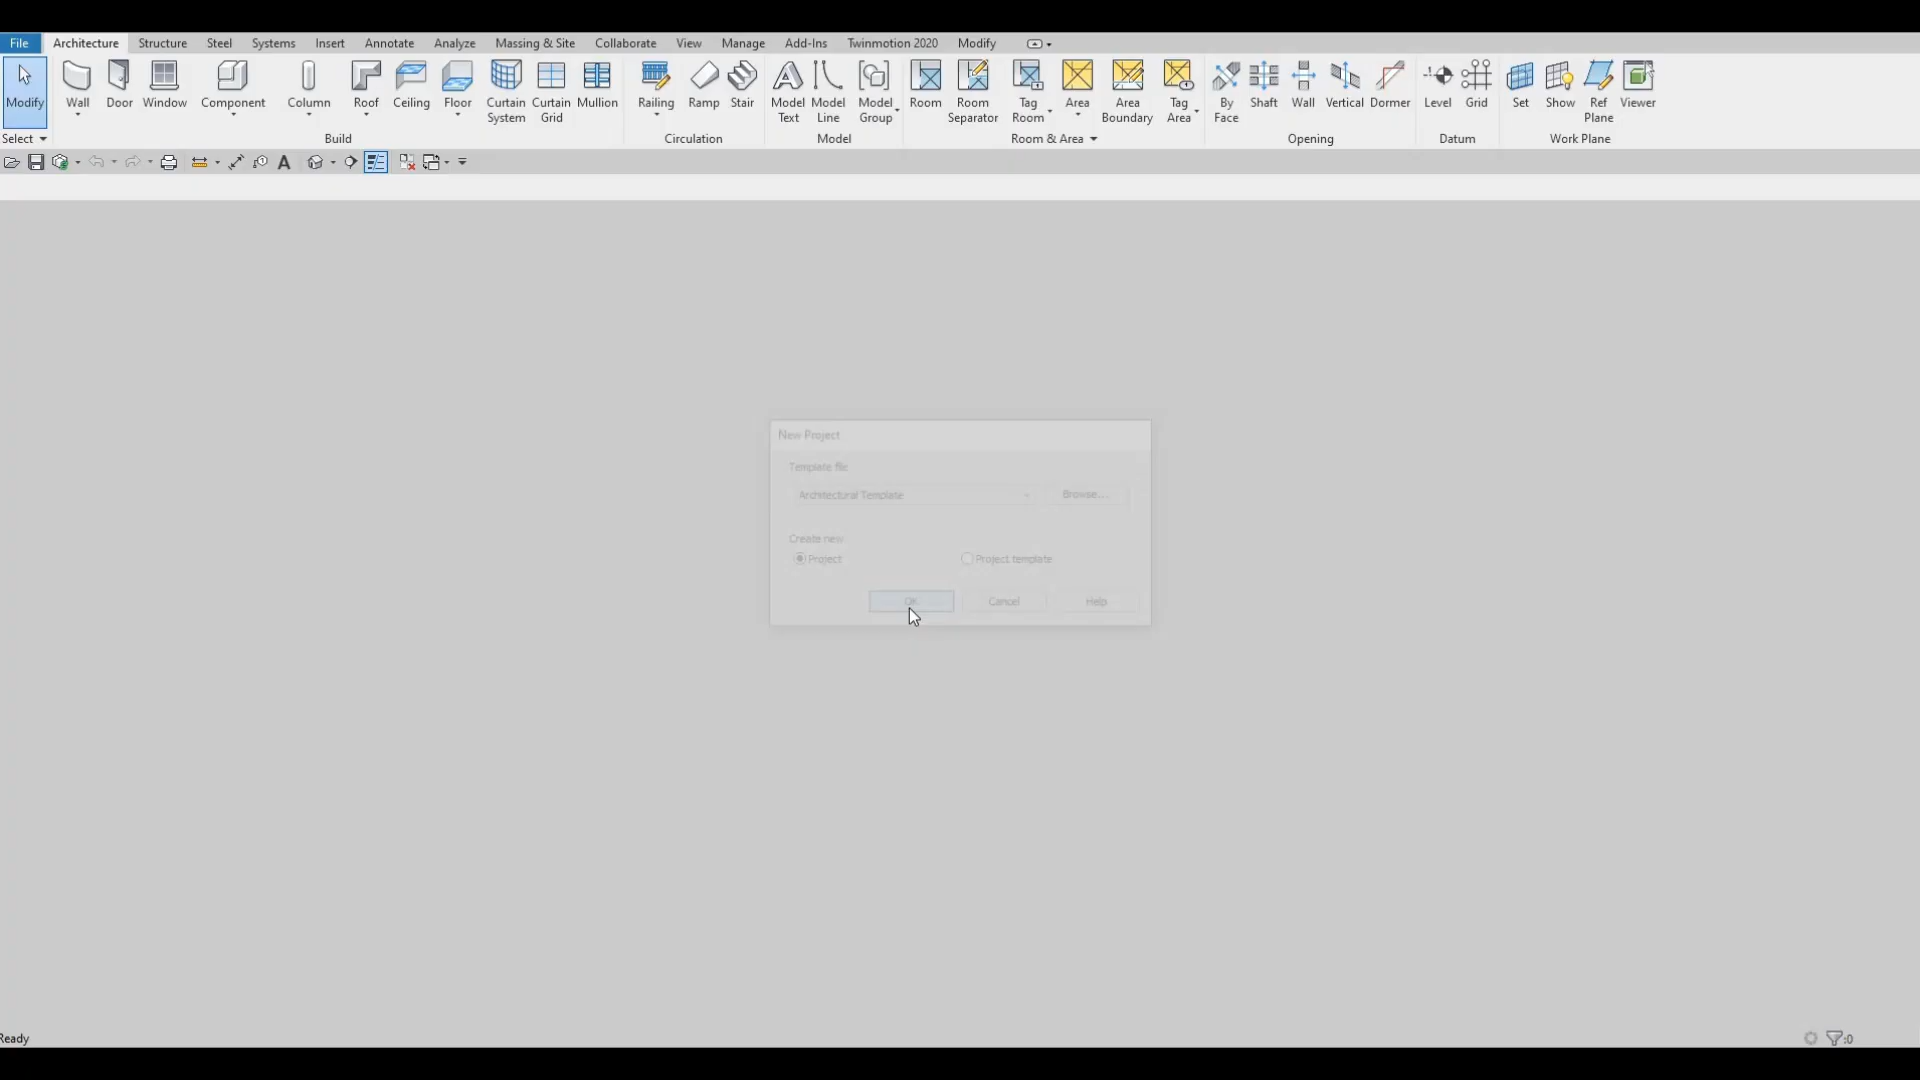 File Architecture Structure Steel Systems Insert Annotate Analyze Massing & Site Collaborate View Manage Add-Ins Twinmotion 2020 Modify
Modify Wall Door Window Component Column Roof Ceiling Floor Curtain System Curtain Grid Mullion Railing Ramp Stair Model Text Model Line Model Group Room Room Separator Tag Room Area Area Boundary Tag Area By Face Shaft Wall Vertical Dormer Level Grid Set Show Ref Plane Viewer
Select Build Circulation Model Room & Area Opening Datum Work Plane
New Project
Template file
Architectural Template Browse...
Create new
Project Project template
OK Cancel Help
Ready :0